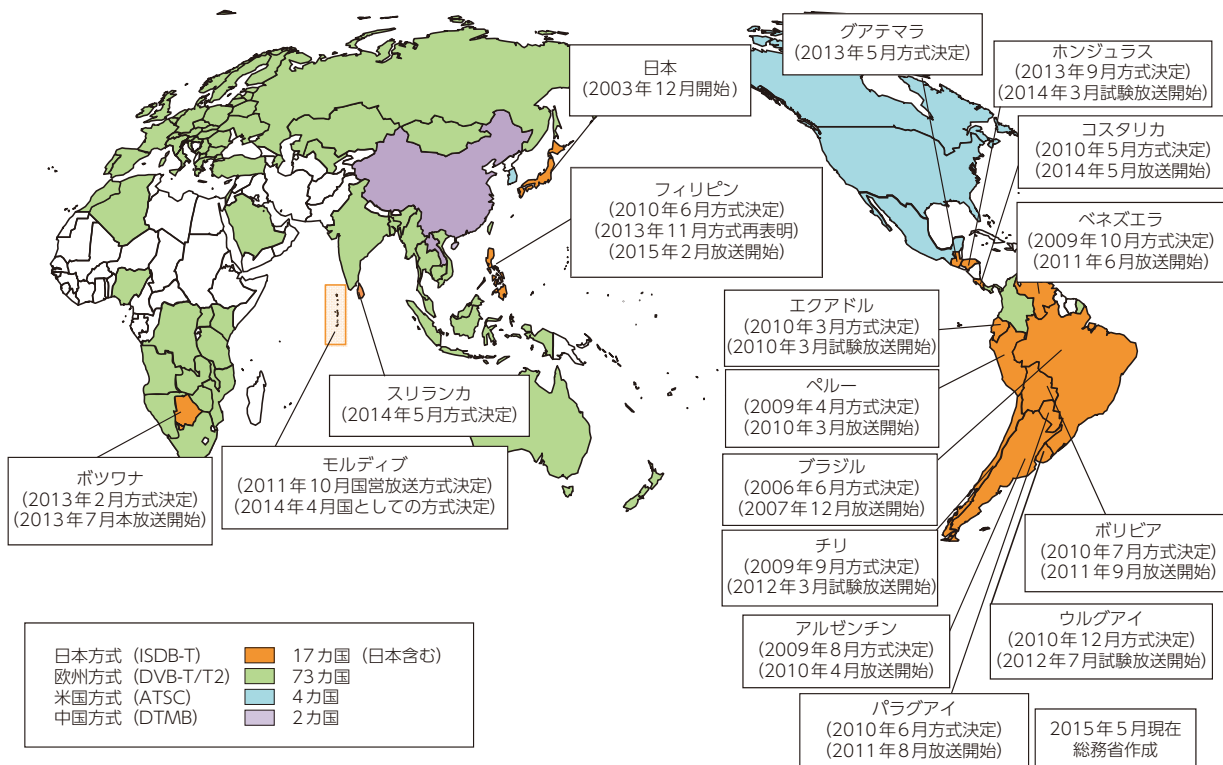 グアテマラ
(2013年5月方式決定)
ホンジュラス
(2013年9月方式決定)
(2014年3月試験放送開始)
日本
(2003年12月開始)
コスタリカ
(2010年5月方式決定)
(2014年5月放送開始)
フィリピン
(2010年6月方式決定)
(2013年11月方式再表明)
(2015年2月放送開始)
ベネズエラ
(2009年10月方式決定)
(2011年6月放送開始)
エクアドル
(2010年3月方式決定)
(2010年3月試験放送開始)
スリランカ
(2014年5月方式決定)
ペルー
(2009年4月方式決定)
(2010年3月放送開始)
ボツワナ
(2013年2月方式決定)
(2013年7月本放送開始)
モルディブ
(2011年10月国営放送方式決定)
(2014年4月国としての方式決定)
ブラジル
(2006年6月方式決定)
(2007年12月放送開始)
チリ
(2009年9月方式決定)
(2012年3月試験放送開始)
ボリビア
(2010年7月方式決定)
(2011年9月放送開始)
アルゼンチン
(2009年8月方式決定)
(2010年4月放送開始)
ウルグアイ
(2010年12月方式決定)
(2012年7月試験放送開始)
パラグアイ
(2010年6月方式決定)
(2011年8月放送開始)
2015年5月現在
総務省作成
日本方式 (ISDB-T) 17カ国 (日本含む)
欧州方式 (DVB-T/T2) 73カ国
米国方式 (ATSC) 4カ国
中国方式 (DTMB) 2カ国